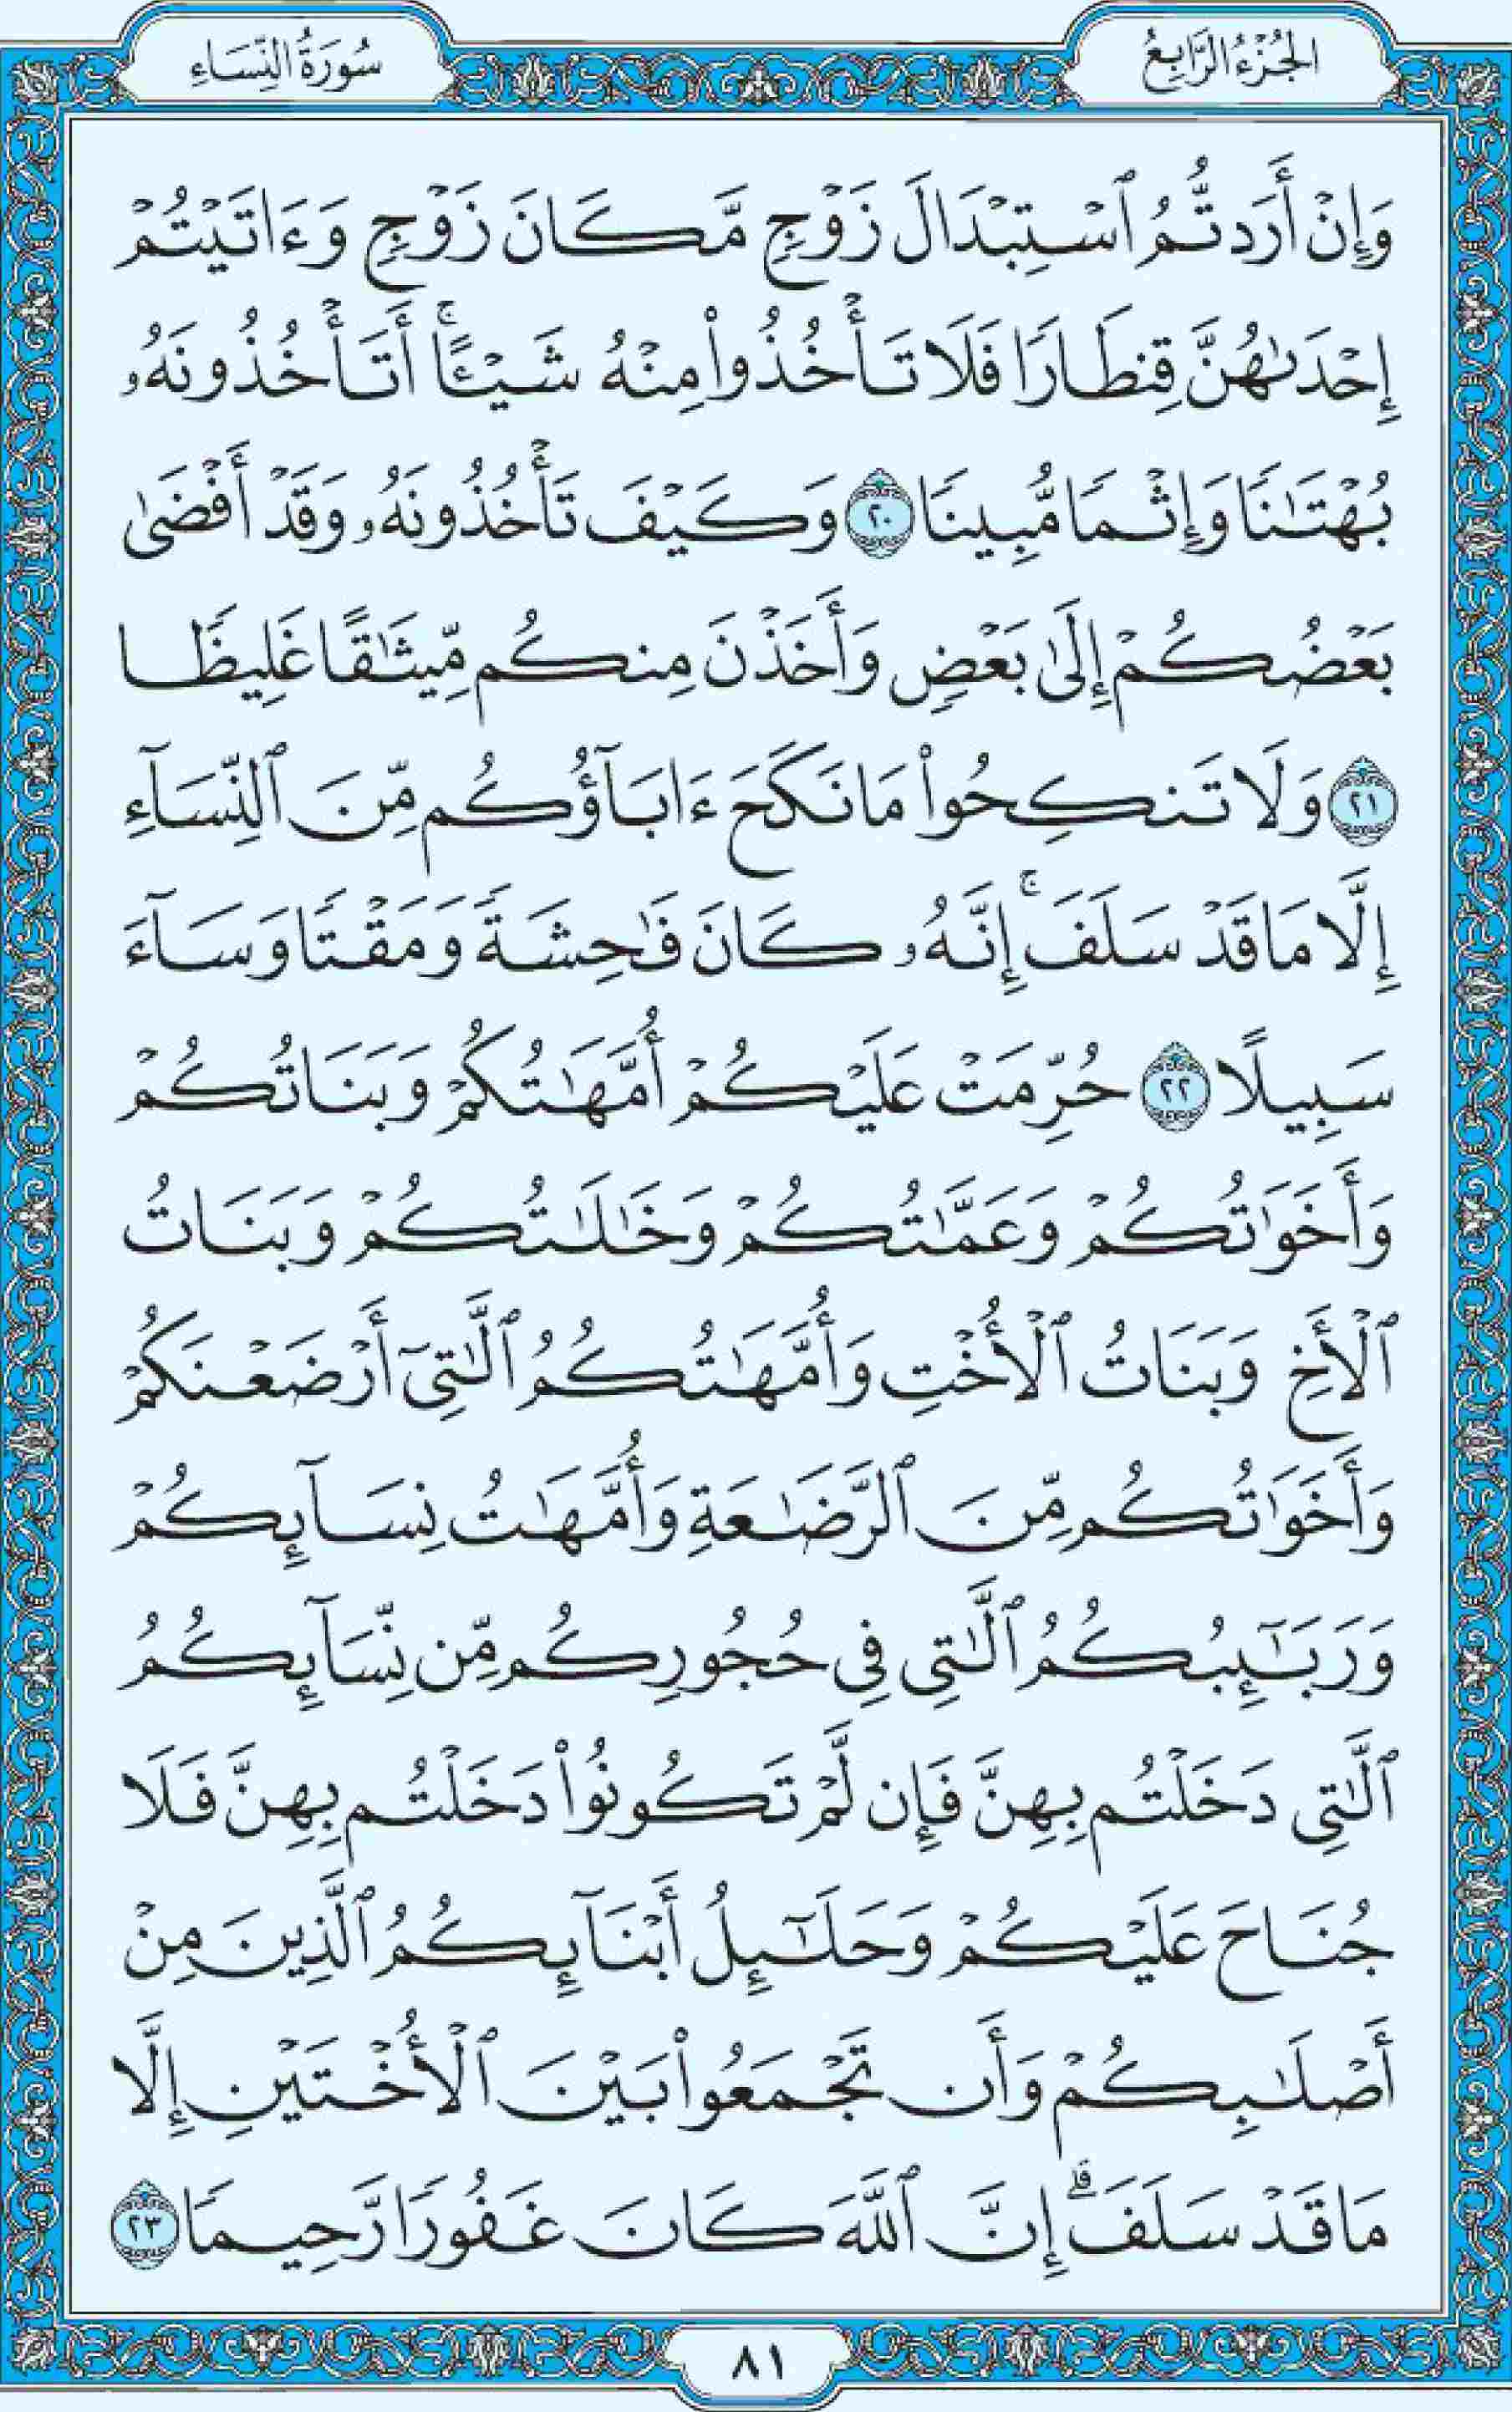 الجُزْءُ الرَّابِعُ
سُورَةُ النِّسَاءِ
وَإِنْ أَرَدتُّمُ ٱسْتِبْدَالَ زَوْجٍ مَّكَانَ زَوْجٍ وَءَاتَيْتُمْ
إِحْدَىٰهُنَّ قِنطَارًا فَلَا تَأْخُذُوا۟ مِنْهُ شَيْـًٔا ۚ أَتَأْخُذُونَهُۥ
بُهْتَـٰنًا وَإِثْمًا مُّبِينًا ٢٠ وَكَيْفَ تَأْخُذُونَهُۥ وَقَدْ أَفْضَىٰ
بَعْضُكُمْ إِلَىٰ بَعْضٍ وَأَخَذْنَ مِنكُم مِّيثَـٰقًا غَلِيظًا
٢١ وَلَا تَنكِحُوا۟ مَا نَكَحَ ءَابَآؤُكُم مِّنَ ٱلنِّسَآءِ
إِلَّا مَا قَدْ سَلَفَ ۚ إِنَّهُۥ كَانَ فَـٰحِشَةً وَمَقْتًا وَسَآءَ
سَبِيلًا ٢٢ حُرِّمَتْ عَلَيْكُمْ أُمَّهَـٰتُكُمْ وَبَنَاتُكُمْ
وَأَخَوَٰتُكُمْ وَعَمَّـٰتُكُمْ وَخَـٰلَـٰتُكُمْ وَبَنَاتُ
ٱلْأَخِ وَبَنَاتُ ٱلْأُخْتِ وَأُمَّهَـٰتُكُمُ ٱلَّـٰتِىٓ أَرْضَعْنَكُمْ
وَأَخَوَٰتُكُم مِّنَ ٱلرَّضَـٰعَةِ وَأُمَّهَـٰتُ نِسَآئِكُمْ
وَرَبَـٰٓئِبُكُمُ ٱلَّـٰتِى فِى حُجُورِكُم مِّن نِّسَآئِكُمُ
ٱلَّـٰتِى دَخَلْتُم بِهِنَّ فَإِن لَّمْ تَكُونُوا۟ دَخَلْتُم بِهِنَّ فَلَا
جُنَاحَ عَلَيْكُمْ وَحَلَـٰٓئِلُ أَبْنَآئِكُمُ ٱلَّذِينَ مِنْ
أَصْلَـٰبِكُمْ وَأَن تَجْمَعُوا۟ بَيْنَ ٱلْأُخْتَيْنِ إِلَّا
مَا قَدْ سَلَفَ ۗ إِنَّ ٱللَّهَ كَانَ غَفُورًا رَّحِيمًا ٢٣
٨١